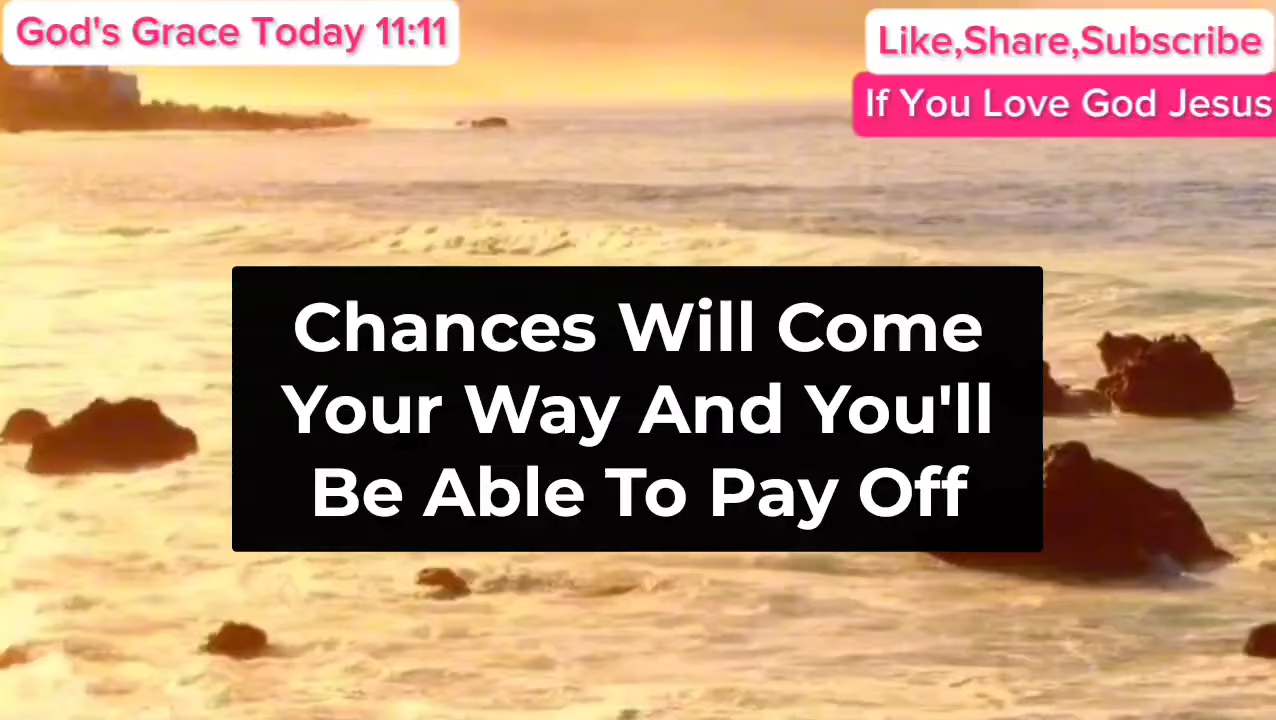 God's Grace Today 11:11
Like,Share,Subscribe
If You Love God Jesus
Chances Will Come
Your Way And You'll
Be Able To Pay Off